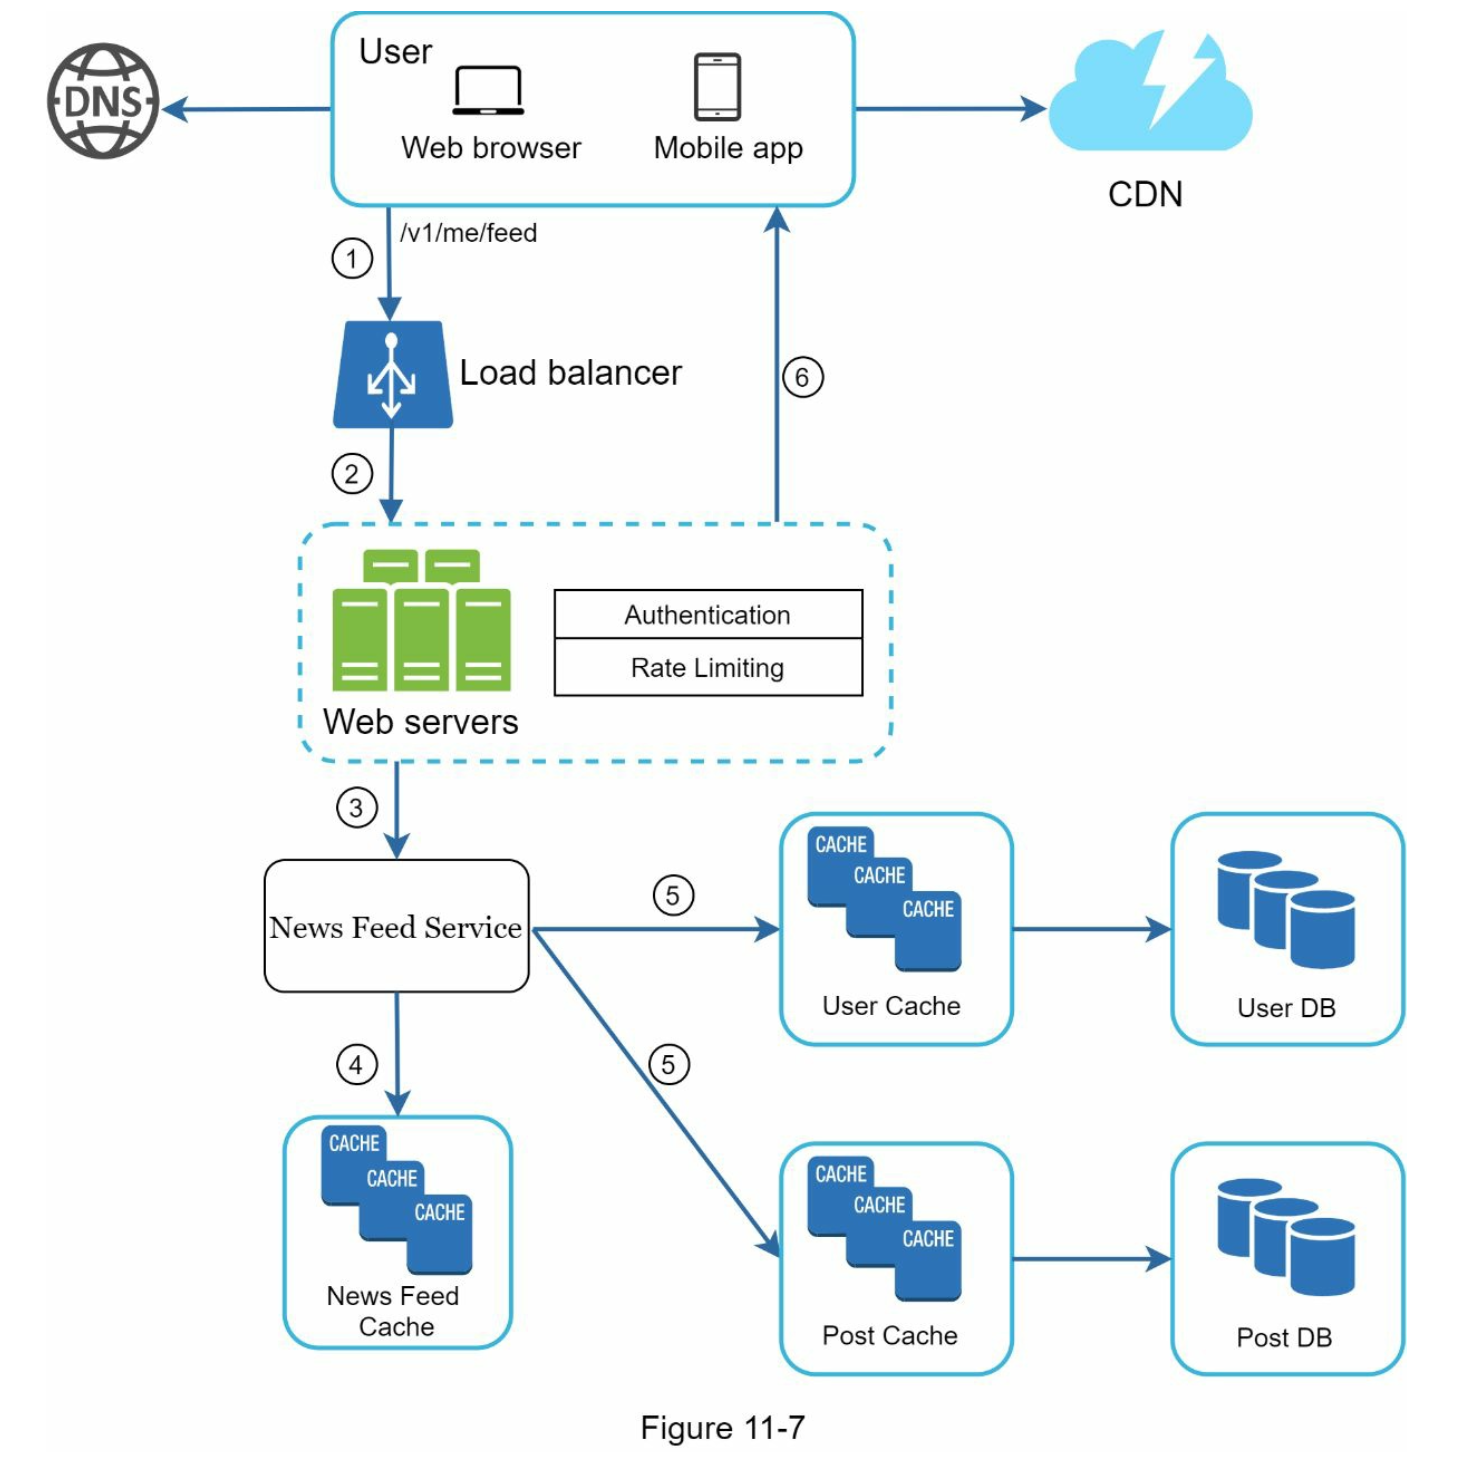 User
DNS
Web browser
Mobile app
CDN
/v1/me/feed
1
Load balancer
6
2
Authentication
Rate Limiting
Web servers
3
News Feed Service
5
CACHE
CACHE
CACHE
User Cache
User DB
4
5
CACHE
CACHE
CACHE
News Feed
Cache
CACHE
CACHE
CACHE
Post Cache
Post DB
Figure 11-7